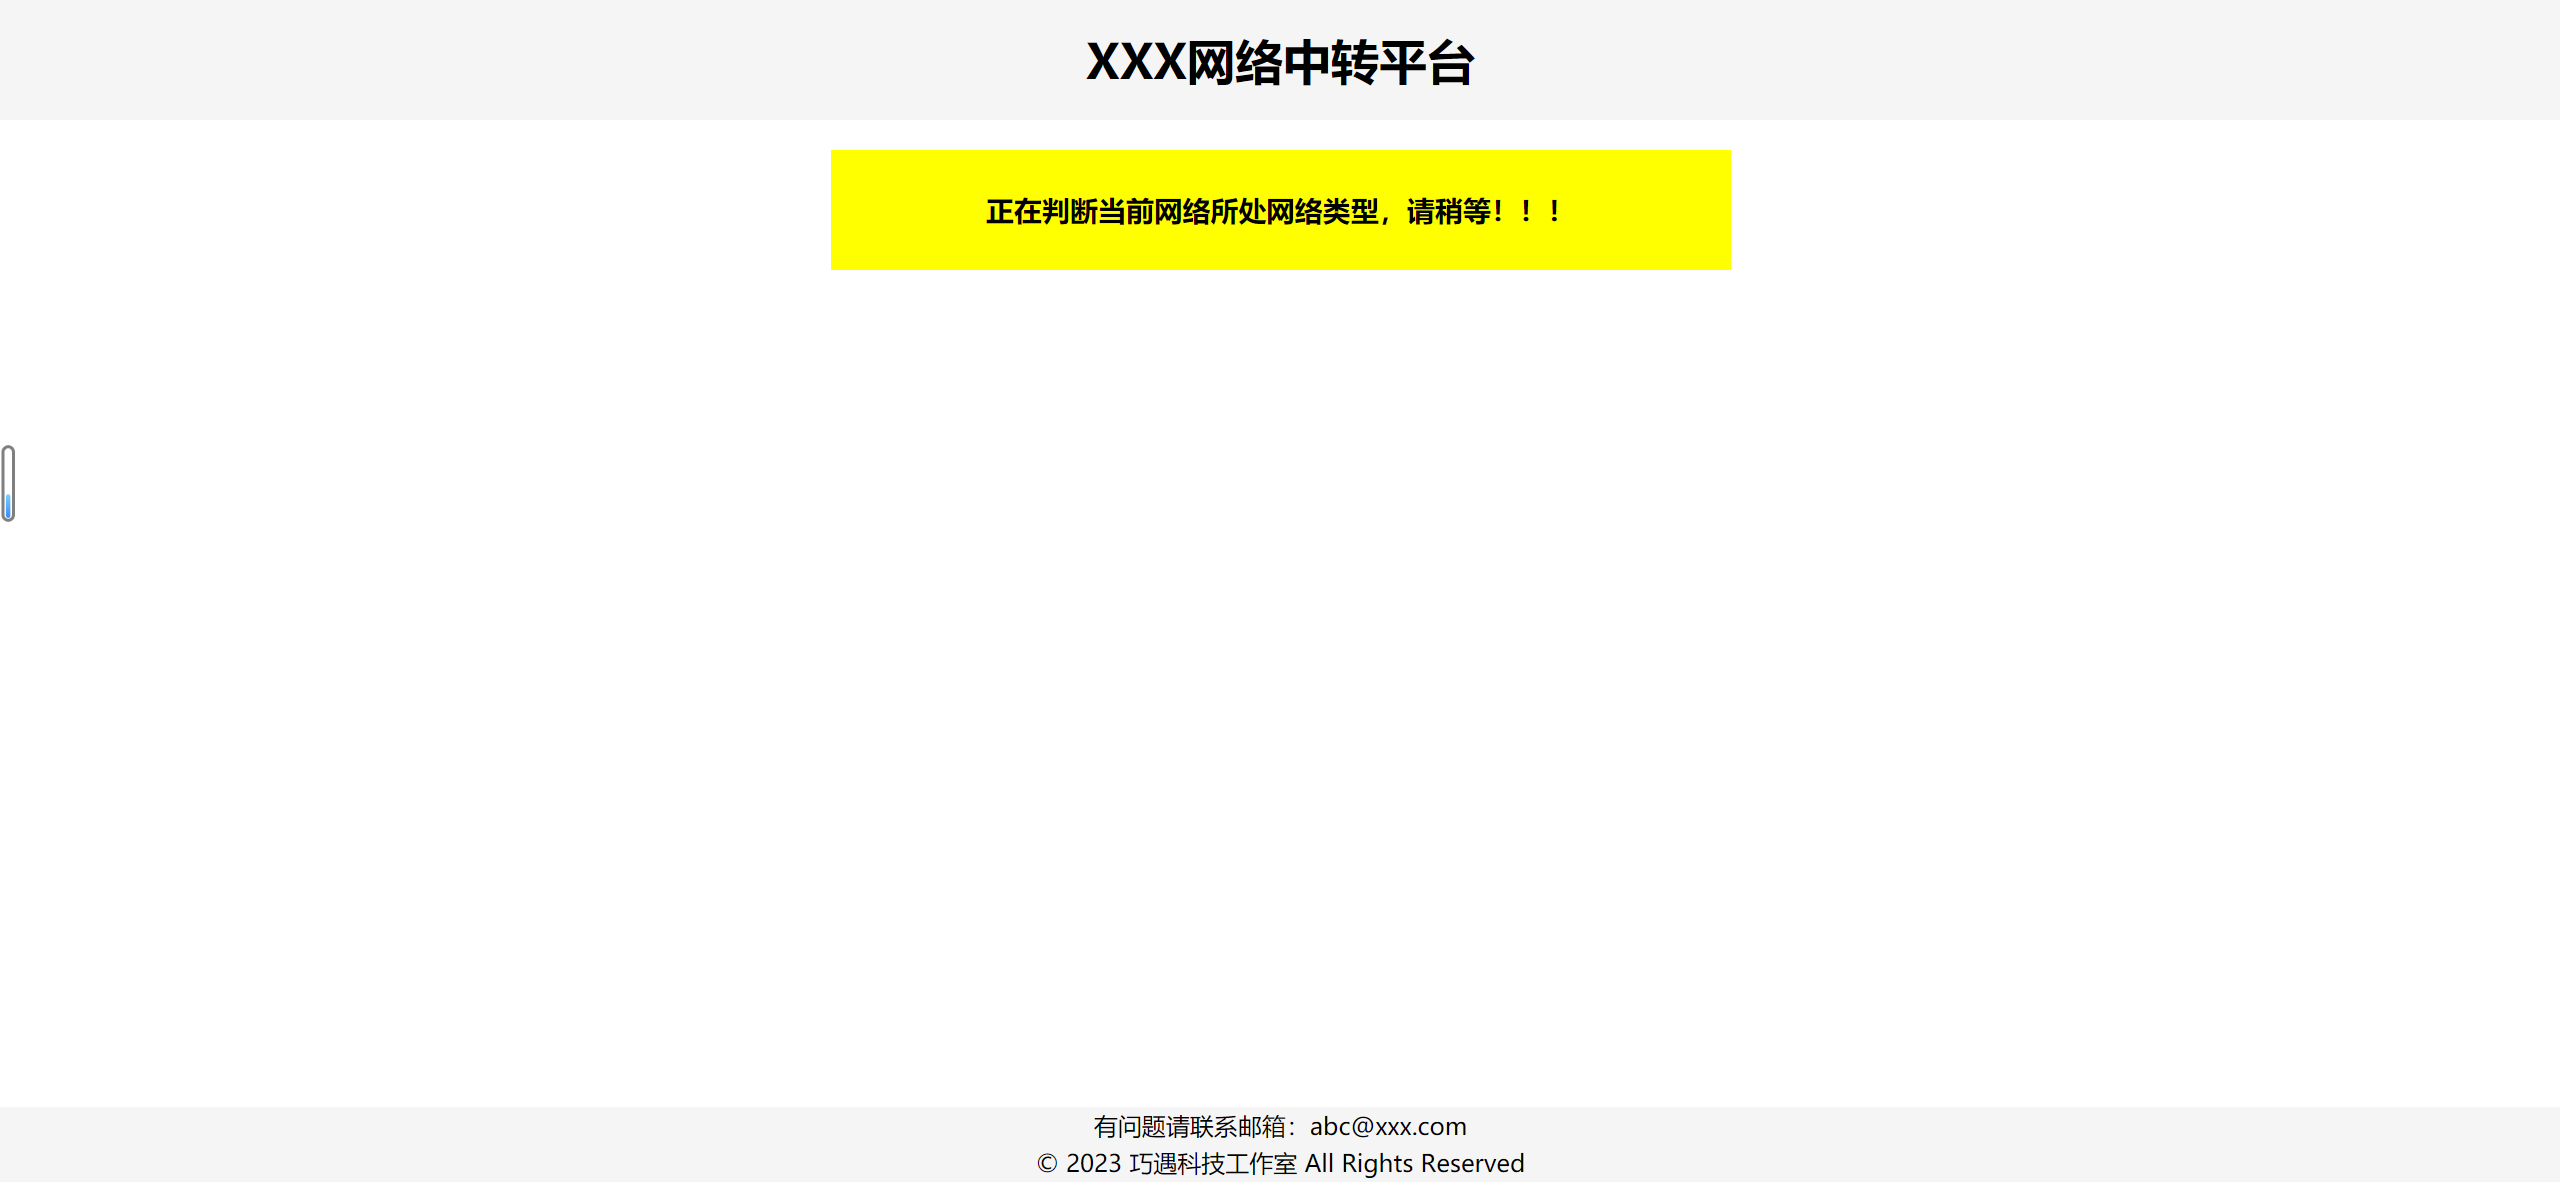 XXX网络中转平台
正在判断当前网络所处网络类型，请稍等！！！
有问题请联系邮箱：abc@xxx.com
© 2023 巧遇科技工作室 All Rights Reserved